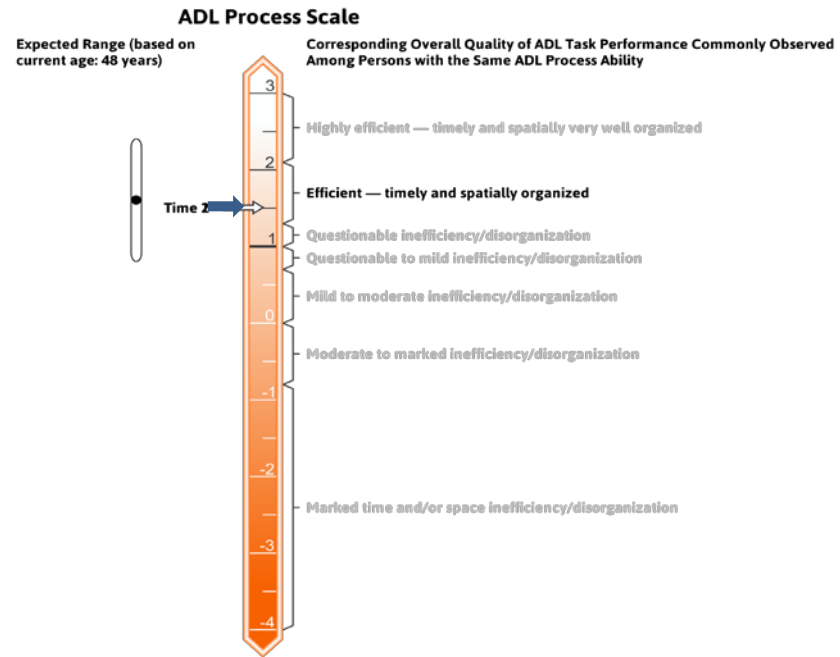 ADL Process Scale
Expected Range (based on
current age: 48 years)
Corresponding Overall Quality of ADL Task Performance Commonly Observed
Among Persons with the Same ADL Process Ability
3
Highly efficient — timely and spatially very well organized
2
Efficient — timely and spatially organized
Time 2
1
Questionable inefficiency/disorganization
Questionable to mild inefficiency/disorganization
Mild to moderate inefficiency/disorganization
0
Moderate to marked inefficiency/disorganization
-1
-2
Marked time and/or space inefficiency/disorganization
-3
-4